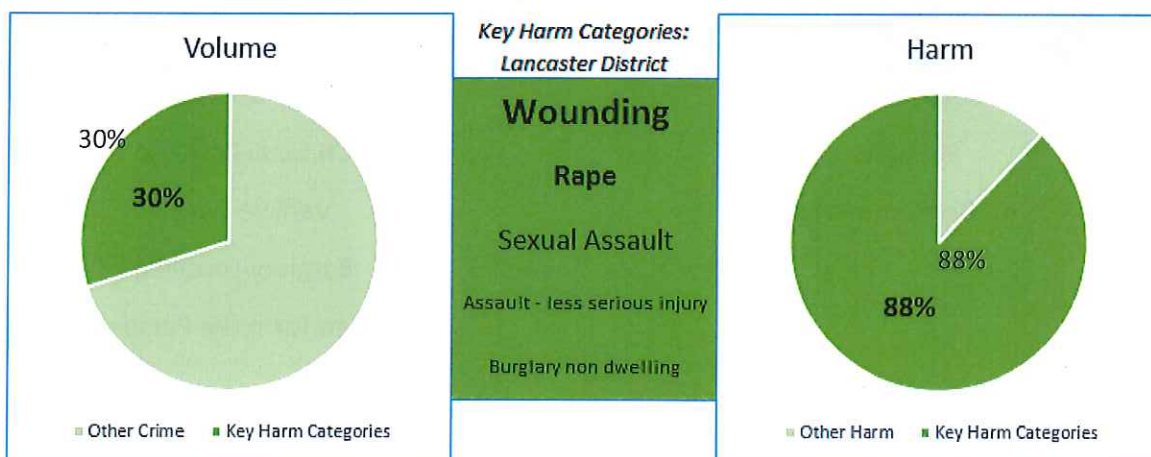 Volume
30%
30%
Other Crime Key Harm Categories
Key Harm Categories:
Lancaster District
Wounding
Rape
Sexual Assault
Assault - less serious injury
Burglary non dwelling
Harm
88%
88%
Other Harm Key Harm Categories